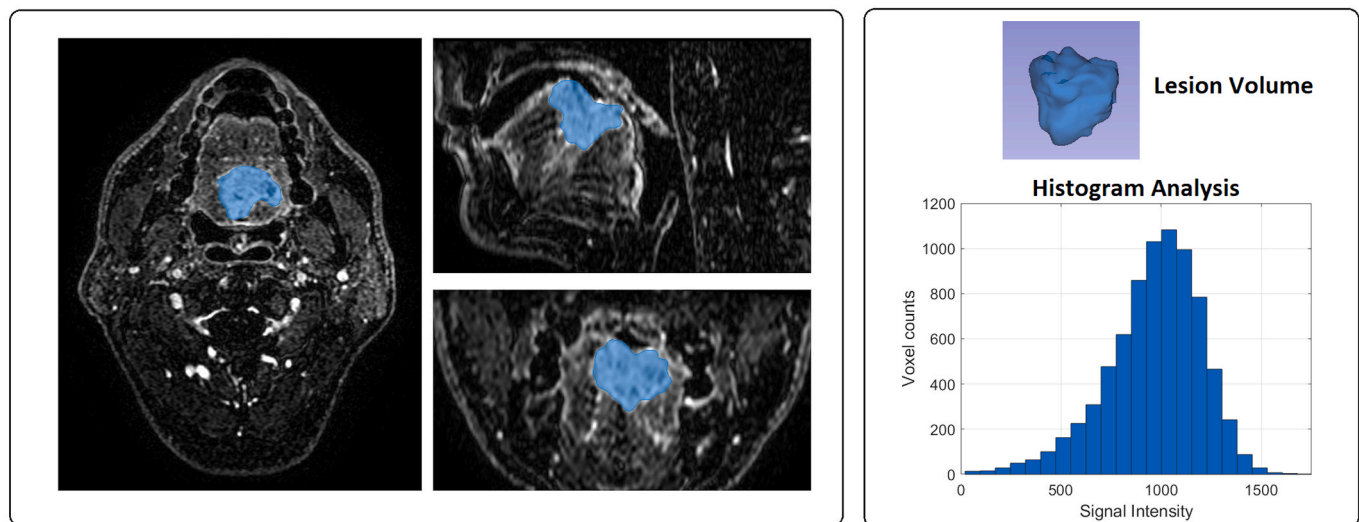 Lesion Volume
Histogram Analysis
1200
1000
800
600
400
200
0
Voxel counts
0 500 1000 1500
Signal Intensity